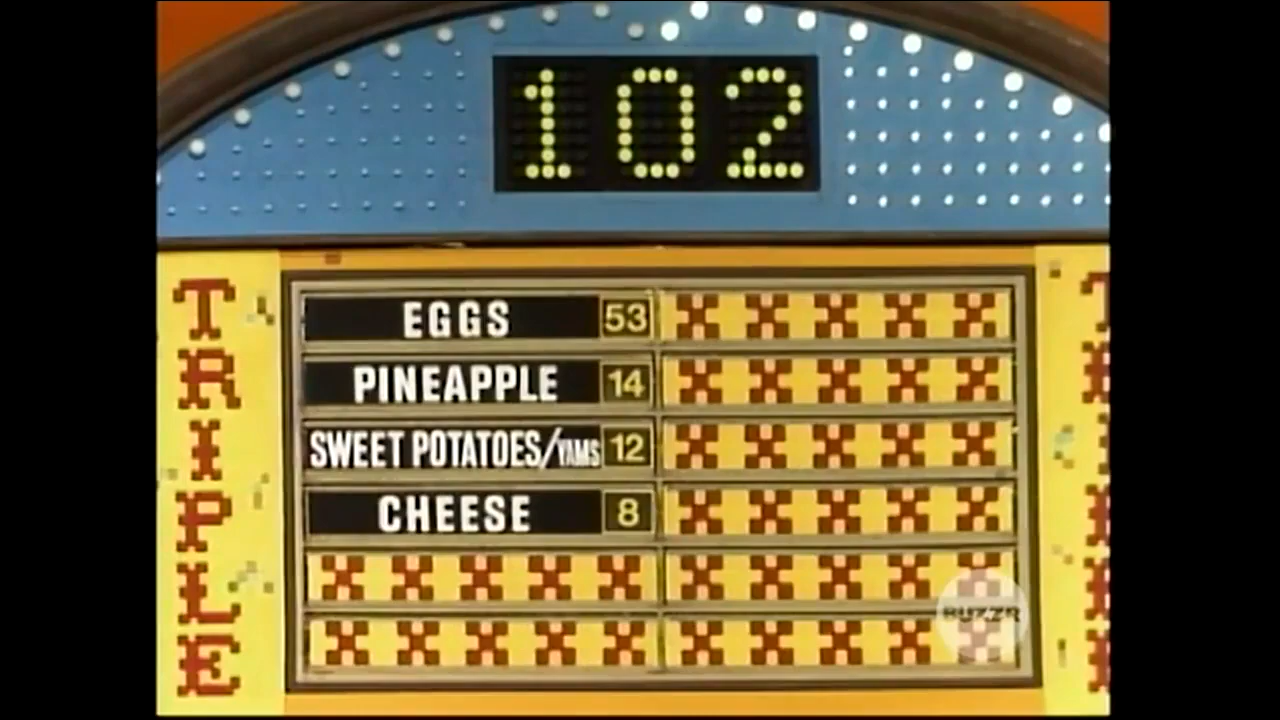 102
TRIPLE
EGGS 53
PINEAPPLE 14
SWEET POTATOES/YAMS 12
CHEESE 8
BUZZR